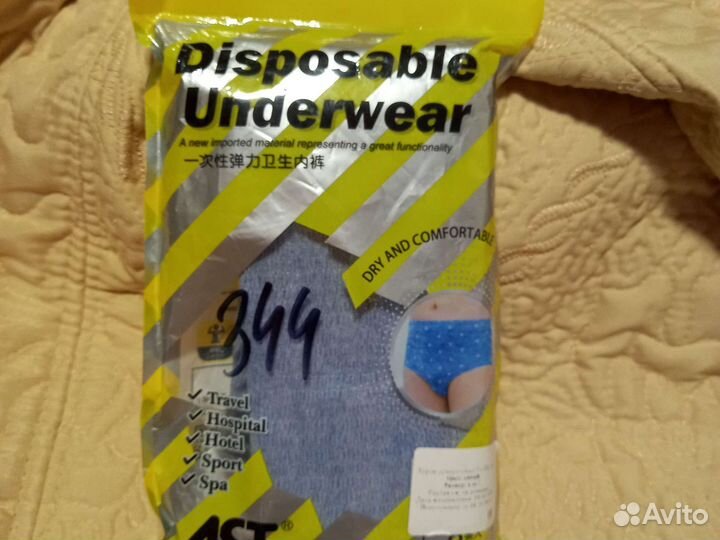 Disposable
Underwear
A new imported material representing a great functionality
一次性弹力卫生内裤
DRY AND COMFORTABLE
344
Travel
Hospital
Hotel
Sport
Spa
AST®
Avito